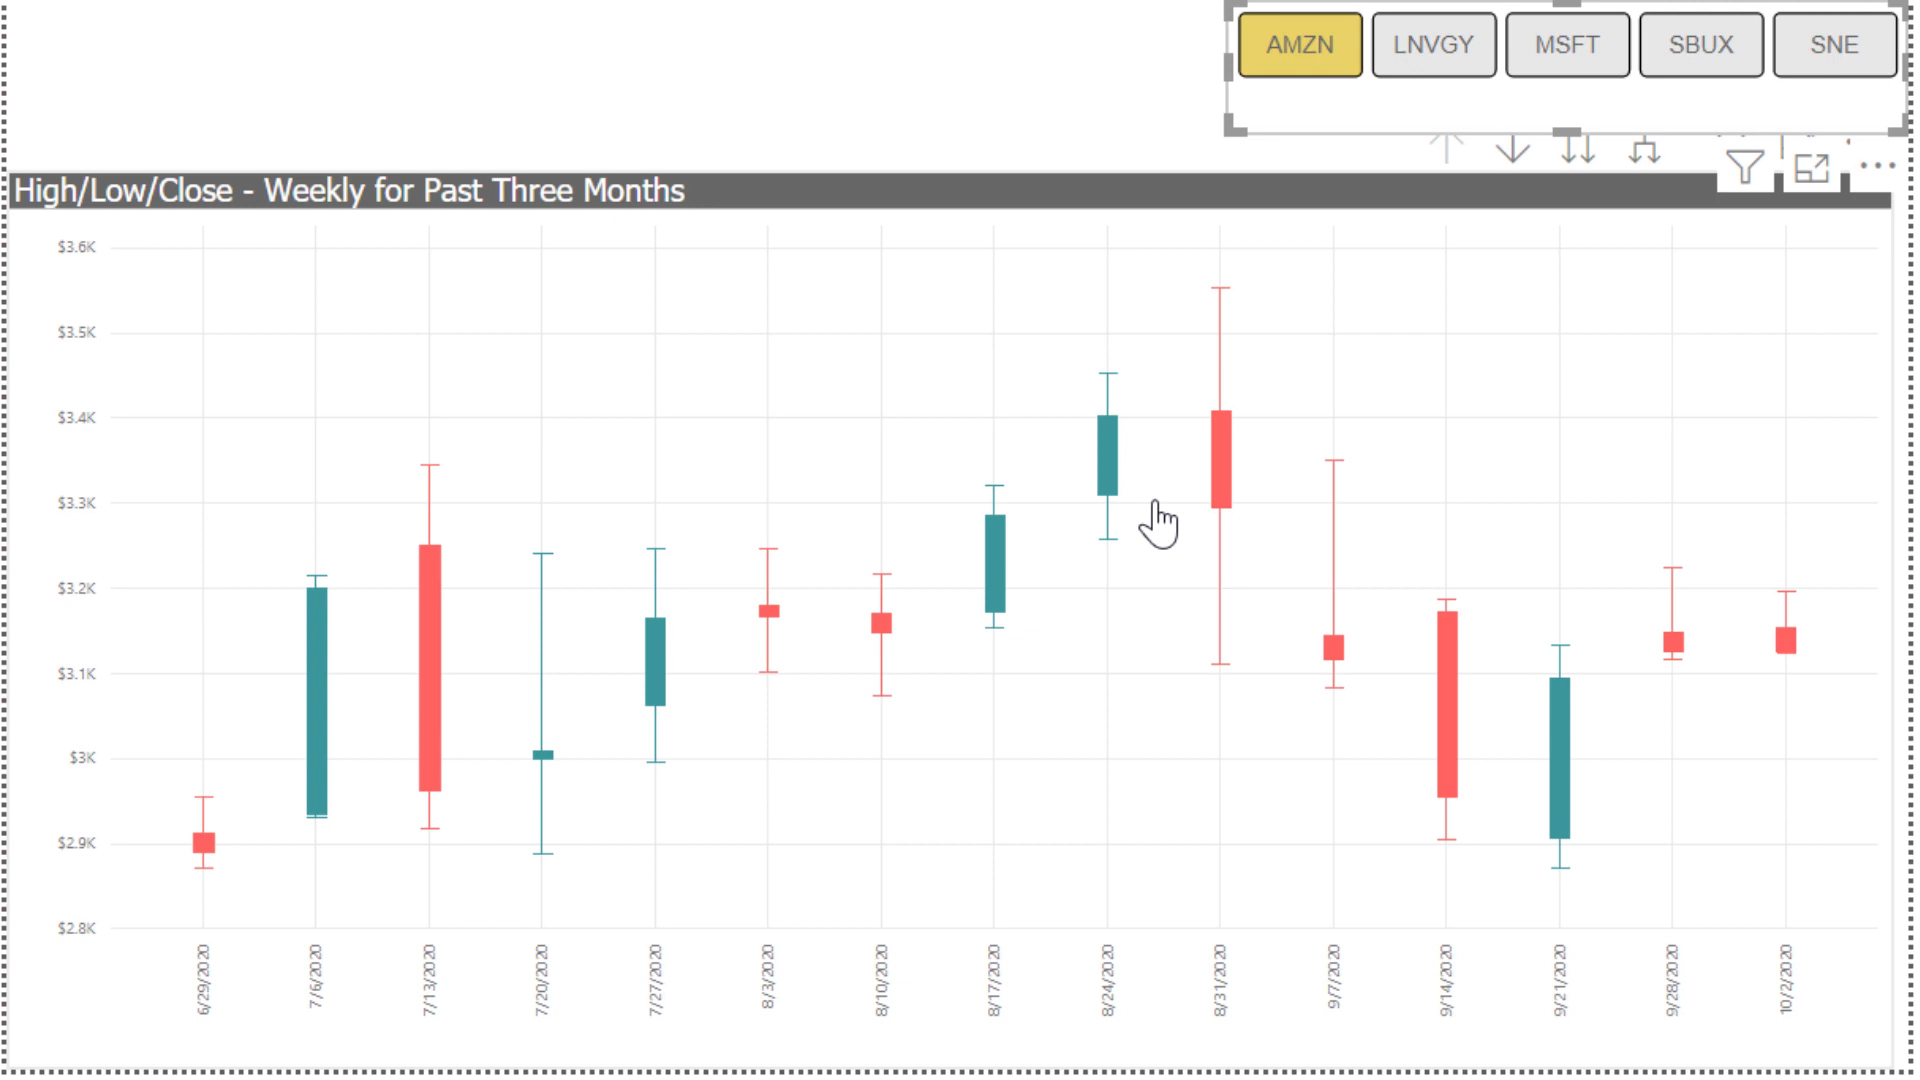 AMZN LNVGY MSFT SBUX SNE
High/Low/Close - Weekly for Past Three Months
$3.6K
$3.5K
$3.4K
$3.3K
$3.2K
$3.1K
$3K
$2.9K
$2.8K
6/29/2020 7/6/2020 7/13/2020 7/20/2020 7/27/2020 8/3/2020 8/10/2020 8/17/2020 8/24/2020 8/31/2020 9/7/2020 9/14/2020 9/21/2020 9/28/2020 10/2/2020